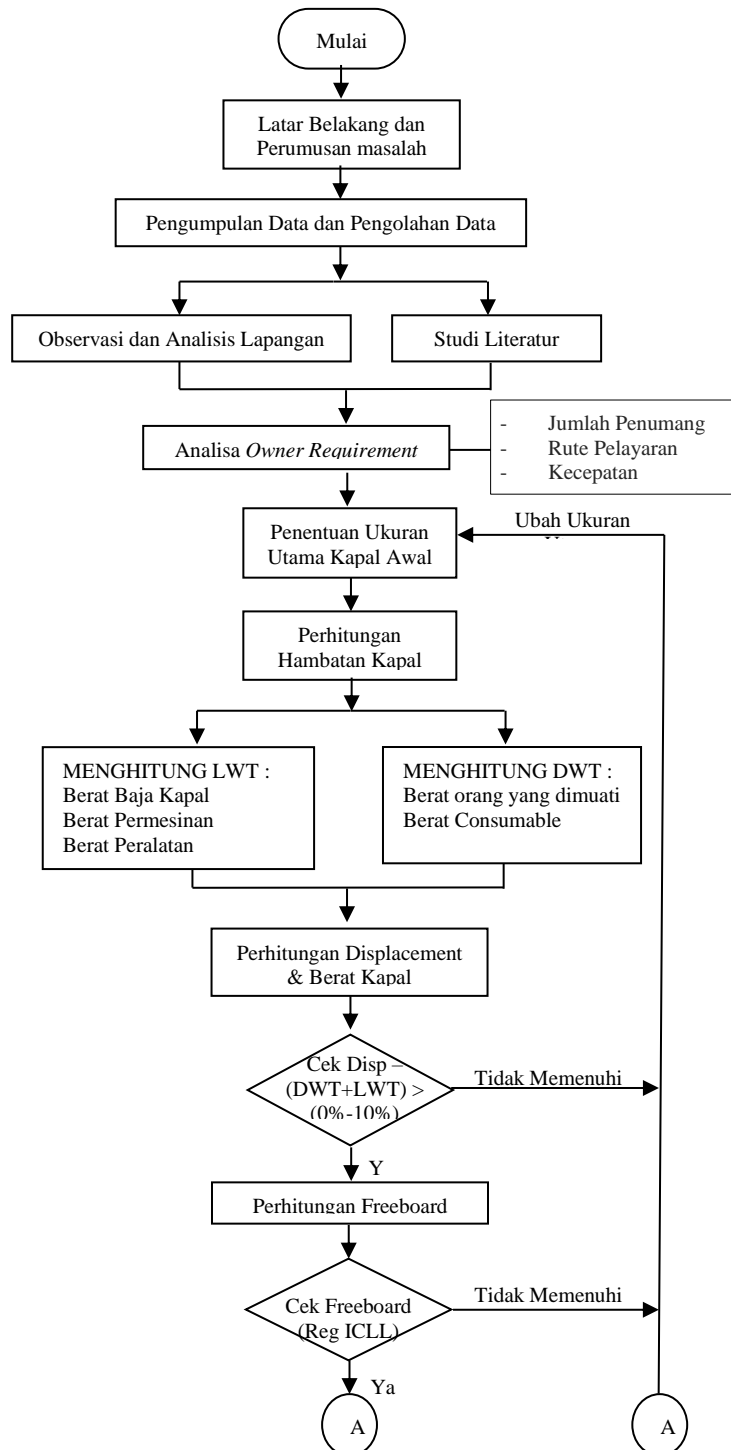 Mulai
Latar Belakang dan
Perumusan masalah
Pengumpulan Data dan Pengolahan Data
Observasi dan Analisis Lapangan
Studi Literatur
Analisa Owner Requirement
- Jumlah Penumang
- Rute Pelayaran
- Kecepatan
Ubah Ukuran
Penentuan Ukuran
Utama Kapal Awal
Perhitungan
Hambatan Kapal
MENGHITUNG LWT :
Berat Baja Kapal
Berat Permesinan
Berat Peralatan
MENGHITUNG DWT :
Berat orang yang dimuati
Berat Consumable
Perhitungan Displacement
& Berat Kapal
Cek Disp –
(DWT+LWT) >
(0%-10%)
Tidak Memenuhi
Y
Perhitungan Freeboard
Cek Freeboard
(Reg ICLL)
Tidak Memenuhi
Ya
A
A